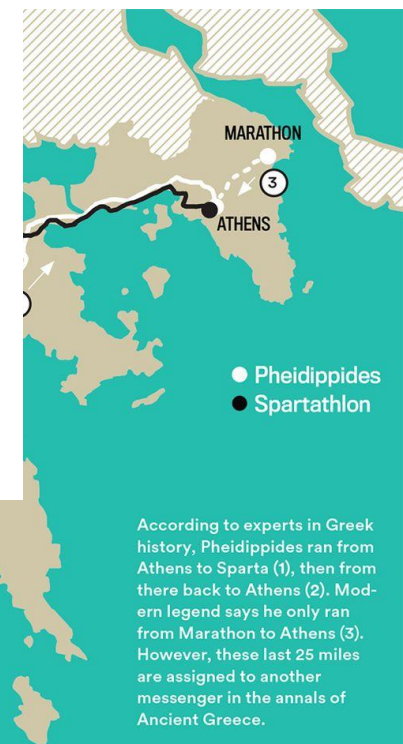 MARATHON
3
ATHENS
Pheidippides
Spartathlon
According to experts in Greek
history, Pheidippides ran from
Athens to Sparta (1), then from
there back to Athens (2). Mod-
ern legend says he only ran
from Marathon to Athens (3).
However, these last 25 miles
are assigned to another
messenger in the annals of
Ancient Greece.